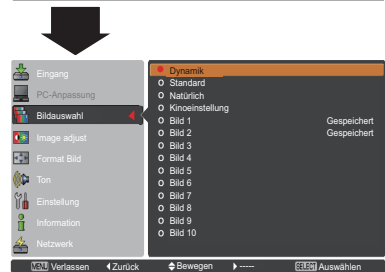 Eingang
PC-Anpassung
Bildauswahl
Image adjust
Format Bild
Ton
Einstellung
Information
Netzwerk
Dynamik
Standard
Natürlich
Kinoeinstellung
Bild 1 Gespeichert
Bild 2 Gespeichert
Bild 3
Bild 4
Bild 5
Bild 6
Bild 7
Bild 8
Bild 9
Bild 10
MENU Verlassen Zurück Bewegen ----- SELECT Auswählen